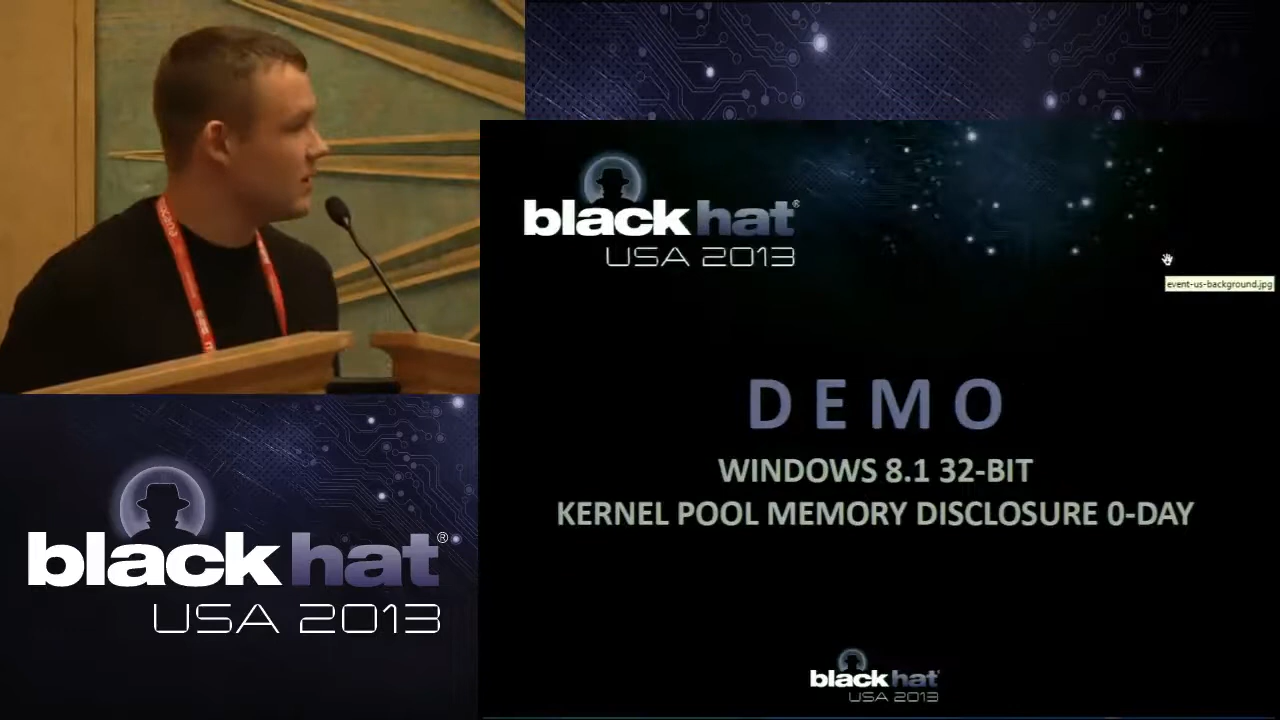 black hat®
USA 2013
event-us-background.jpg
DEMO
WINDOWS 8.1 32-BIT
KERNEL POOL MEMORY DISCLOSURE 0-DAY
black hat®
USA 2013
black hat
USA 2013